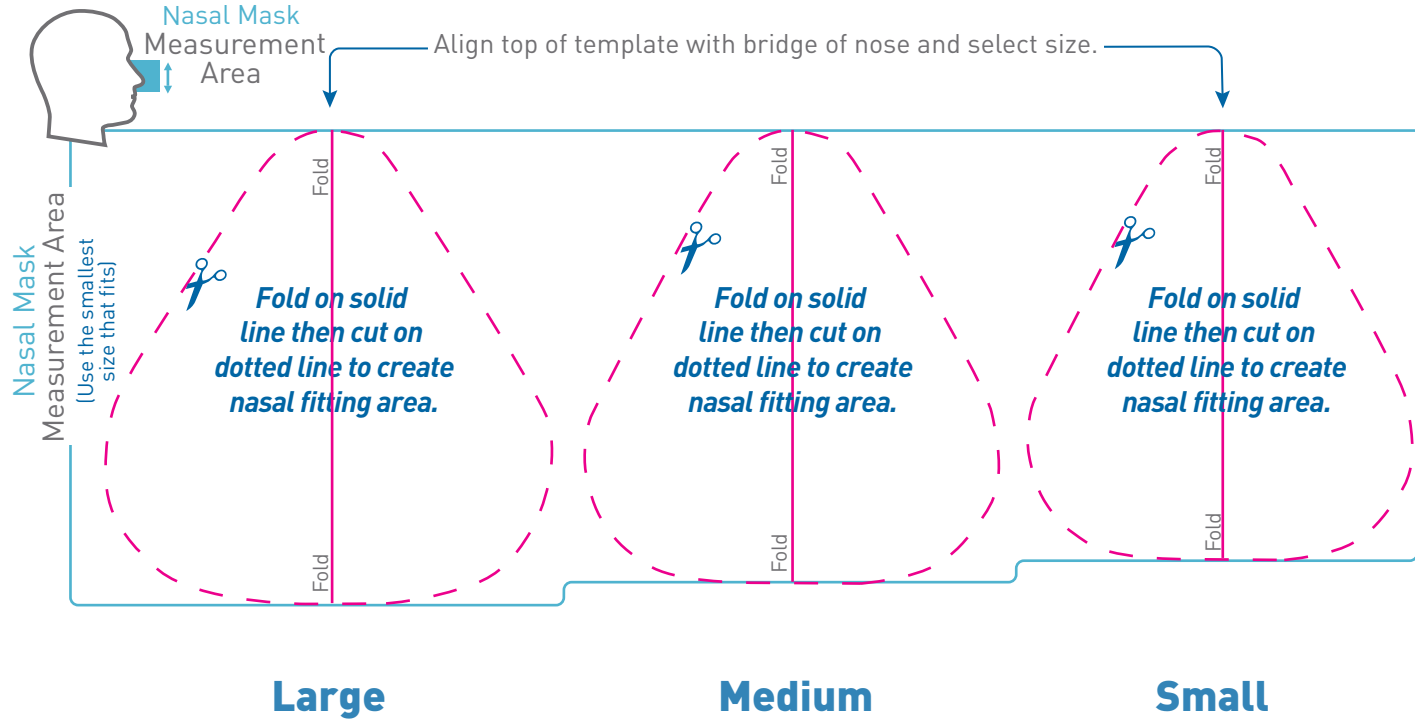 Nasal Mask
Measurement
Area
Align top of template with bridge of nose and select size.
Nasal Mask
Measurement Area
(Use the smallest
size that fits)
Fold
Fold on solid
line then cut on
dotted line to create
nasal fitting area.
Fold
Fold
Fold on solid
line then cut on
dotted line to create
nasal fitting area.
Fold
Fold
Fold on solid
line then cut on
dotted line to create
nasal fitting area.
Fold
Large
Medium
Small